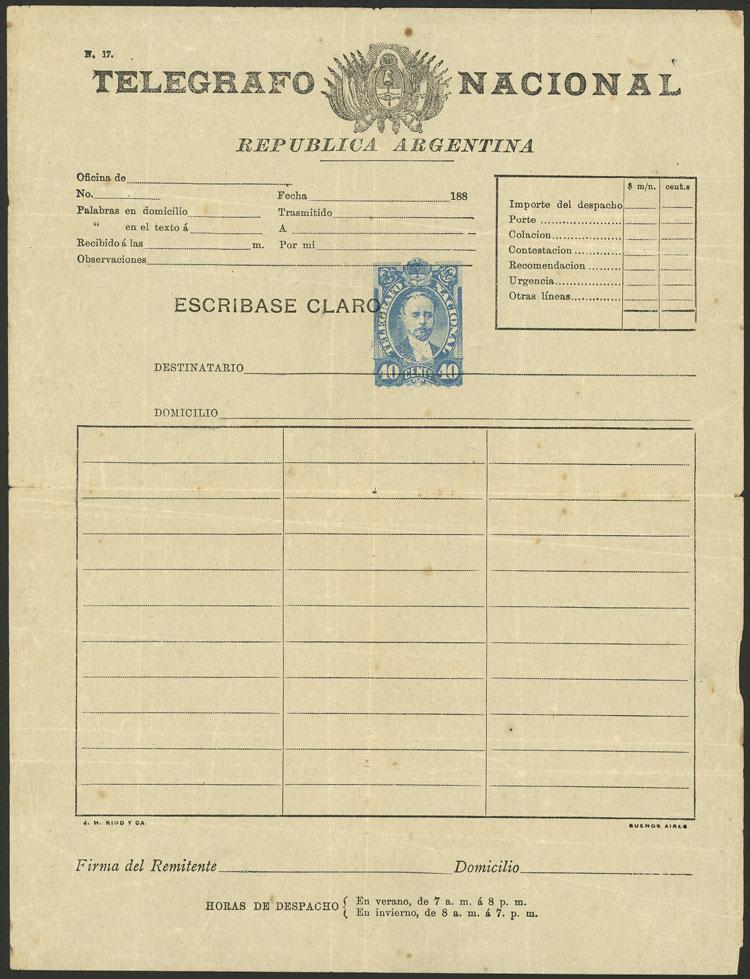 N. 17.
TELEGRAFO NACIONAL
REPUBLICA ARGENTINA
Oficina de
No. Fecha 188
Palabras en domicilio Trasmitido
“ en el texto á A
Recibido á las m. Por mi
Observaciones
$ m/n. cent.s
Importe del despacho
Porte
Colacion
Contestacion
Recomendacion
Urgencia
Otras líneas
ESCRIBASE CLARO
TELEGRAFO NACIONAL
40 CENTS 40
DESTINATARIO
DOMICILIO
J. H. KIDD Y CA. BUENOS AIRES
Firma del Remitente Domicilio
HORAS DE DESPACHO { En verano, de 7 a. m. á 8 p. m.
En invierno, de 8 a. m. á 7. p. m.